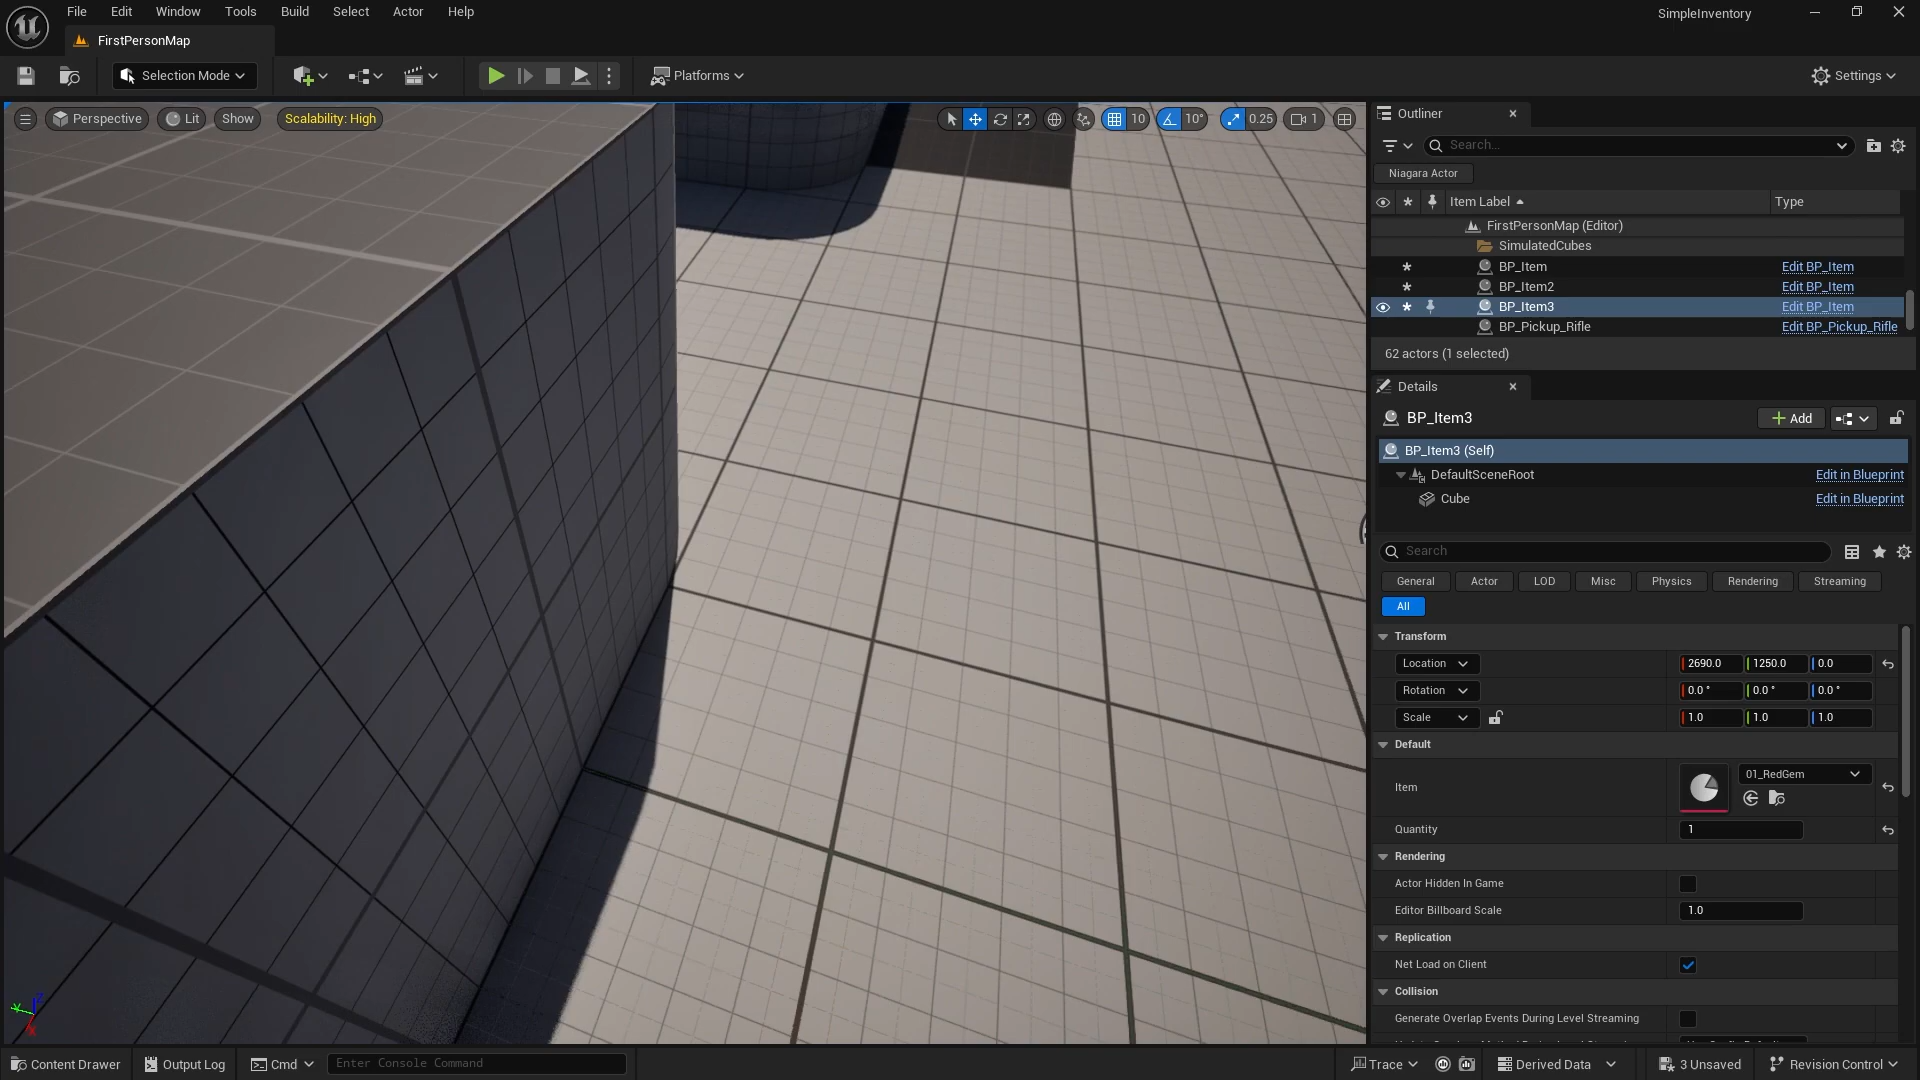 File Edit Window Tools Build Select Actor Help
SimpleInventory
FirstPersonMap
Selection Mode
Platforms
Settings
Perspective Lit Show Scalability: High
10 10° 0.25 1
Outliner
Search...
Niagara Actor
Item Label Type
FirstPersonMap (Editor)
SimulatedCubes
BP_Item Edit BP_Item
BP_Item2 Edit BP_Item
BP_Item3 Edit BP_Item
BP_Pickup_Rifle Edit BP_Pickup_Rifle
62 actors (1 selected)
Details
BP_Item3
Add
BP_Item3 (Self)
DefaultSceneRoot Edit in Blueprint
Cube Edit in Blueprint
Search
General Actor LOD Misc Physics Rendering Streaming
All
Transform
Location 2690.0 1250.0 0.0
Rotation 0.0 ° 0.0 ° 0.0 °
Scale 1.0 1.0 1.0
Default
Item 01_RedGem
Quantity 1
Rendering
Actor Hidden In Game
Editor Billboard Scale 1.0
Replication
Net Load on Client
Collision
Generate Overlap Events During Level Streaming
Z
Y
X
Content Drawer Output Log Cmd Enter Console Command Trace Derived Data 3 Unsaved Revision Control